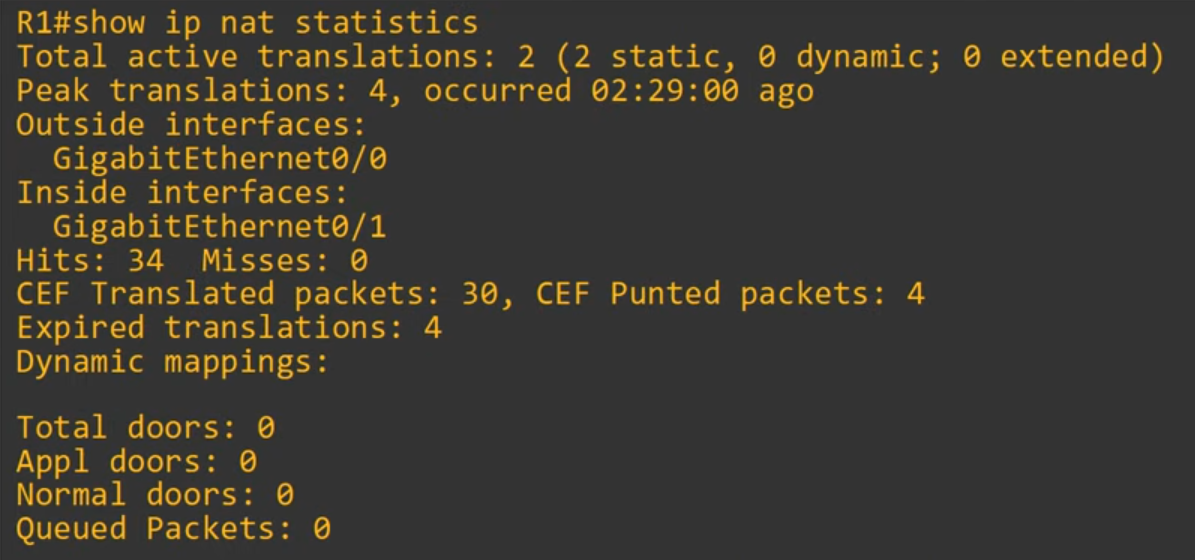 R1#show ip nat statistics
Total active translations: 2 (2 static, 0 dynamic; 0 extended)
Peak translations: 4, occurred 02:29:00 ago
Outside interfaces:
  GigabitEthernet0/0
Inside interfaces:
  GigabitEthernet0/1
Hits: 34  Misses: 0
CEF Translated packets: 30, CEF Punted packets: 4
Expired translations: 4
Dynamic mappings:

Total doors: 0
Appl doors: 0
Normal doors: 0
Queued Packets: 0